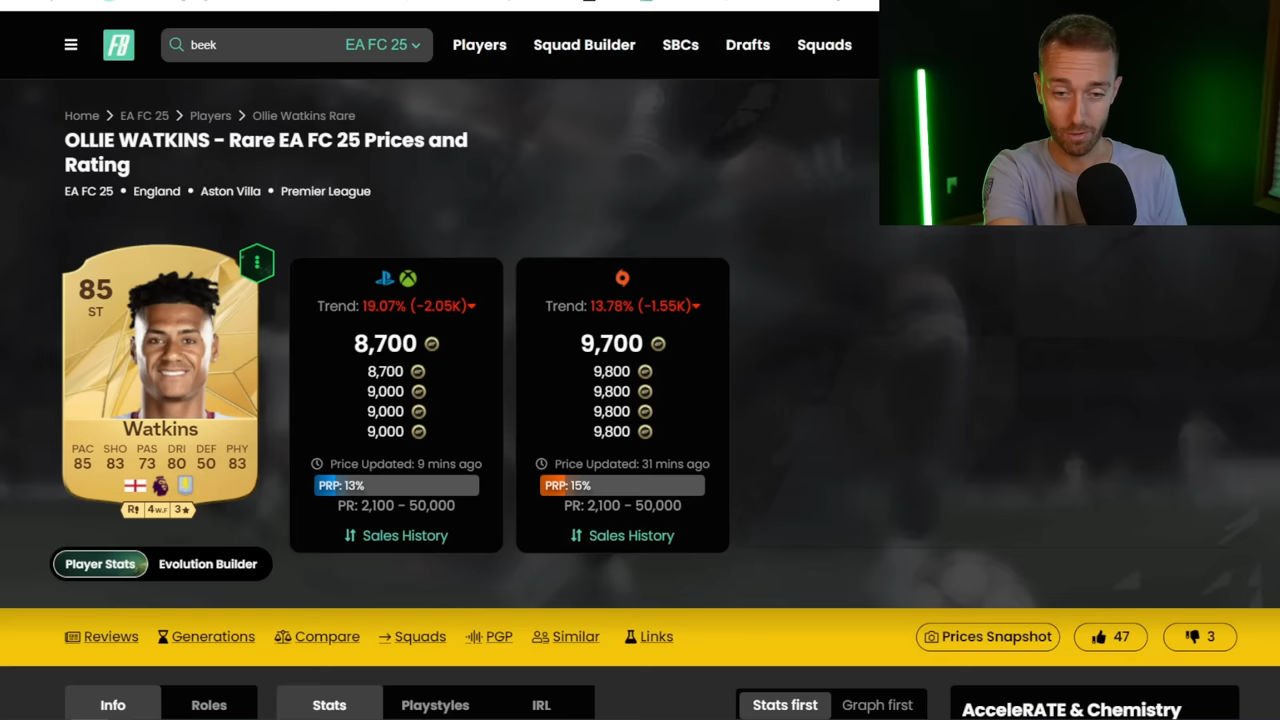 beek
EA FC 25
Players
Squad Builder
SBCs
Drafts
Squads
Home > EA FC 25 > Players > Ollie Watkins Rare
OLLIE WATKINS - Rare EA FC 25 Prices and
Rating
EA FC 25 • England • Aston Villa • Premier League
85
ST
Watkins
PAC SHO PAS DRI DEF PHY
85 83 73 80 50 83
R 4 W.F 3★
Trend: 19.07% (-2.05K)
8,700
8,700
9,000
9,000
9,000
Price Updated: 9 mins ago
PRP: 13%
PR: 2,100 - 50,000
Sales History
Trend: 13.78% (-1.55K)
9,700
9,800
9,800
9,800
9,800
Price Updated: 31 mins ago
PRP: 15%
PR: 2,100 - 50,000
Sales History
Player Stats
Evolution Builder
Reviews
Generations
Compare
Squads
PGP
Similar
Links
Prices Snapshot
47
3
Info
Roles
Stats
Playstyles
IRL
Stats first
Graph first
AcceleRATE & Chemistry